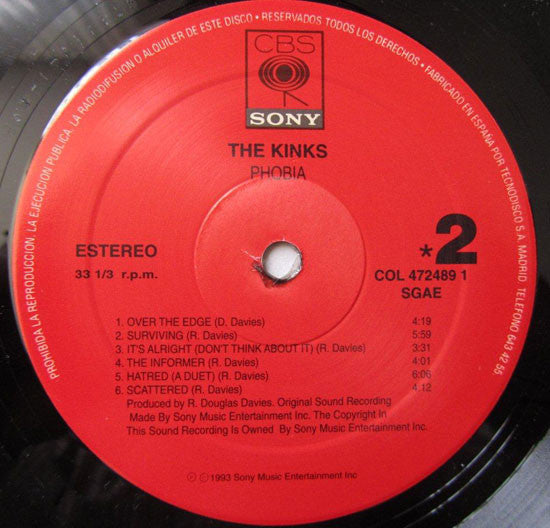 PROHIBIDA LA REPRODUCCION, LA EJECUCION PUBLICA, LA RADIODIFUSION O ALQUILER DE ESTE DISCO • RESERVADOS TODOS LOS DERECHOS • FABRICADO EN ESPAÑA POR TECNODISCO S.A. MADRID. TELEFONO 643 42 55
CBS
SONY
THE KINKS
PHOBIA
ESTEREO
33 1/3 r.p.m.
*2
COL 472489 1
SGAE
1. OVER THE EDGE (D. Davies) 4:19
2. SURVIVING (R. Davies) 5:59
3. IT'S ALRIGHT (DON'T THINK ABOUT IT) (R. Davies) 3:31
4. THE INFORMER (R. Davies) 4:01
5. HATRED (A DUET) (R. Davies) 6:06
6. SCATTERED (R. Davies) 4:12
Produced by R. Douglas Davies. Original Sound Recording
Made By Sony Music Entertainment Inc. The Copyright In
This Sound Recording is Owned By Sony Music Entertainment Inc.
℗ © 1993 Sony Music Entertainment Inc